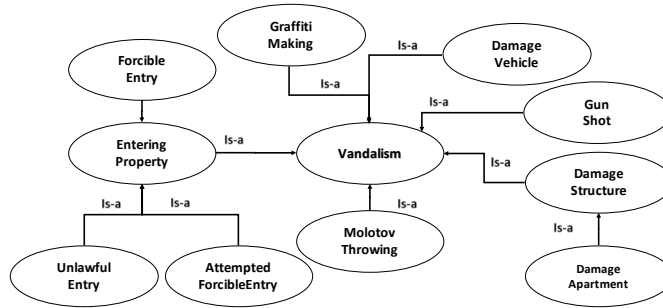 Graffiti
Making
Is-a
Is-a
Damage
Vehicle
Forcible
Entry
Is-a
Gun
Shot
Entering
Property
Is-a
Vandalism
Is-a
Damage
Structure
Is-a
Is-a
Is-a
Molotov
Throwing
Is-a
Unlawful
Entry
Attempted
ForcibleEntry
Damage
Apartment